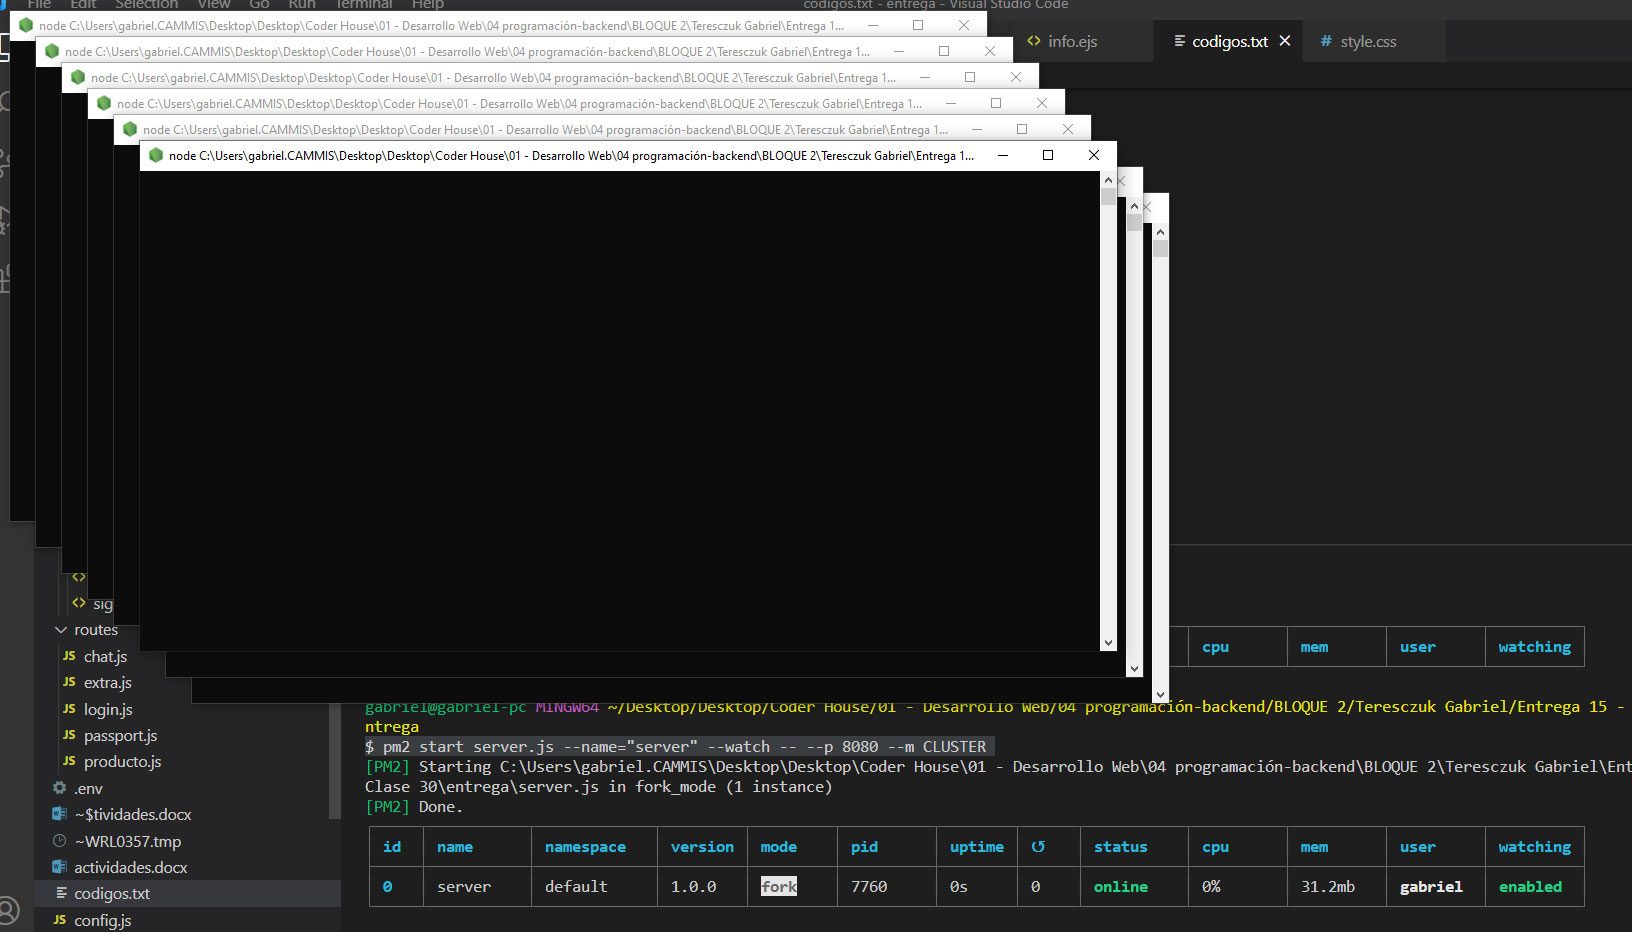 File Edit Selection View Go Run Terminal Help codigos.txt - entrega - Visual Studio Code
node C:\Users\gabriel.CAMMIS\Desktop\Desktop\Coder House\01 - Desarrollo Web\04 programación-backend\BLOQUE 2\Teresczuk Gabriel\Entrega 1...
node C:\Users\gabriel.CAMMIS\Desktop\Desktop\Coder House\01 - Desarrollo Web\04 programación-backend\BLOQUE 2\Teresczuk Gabriel\Entrega 1...
node C:\Users\gabriel.CAMMIS\Desktop\Desktop\Coder House\01 - Desarrollo Web\04 programación-backend\BLOQUE 2\Teresczuk Gabriel\Entrega 1...
node C:\Users\gabriel.CAMMIS\Desktop\Desktop\Coder House\01 - Desarrollo Web\04 programación-backend\BLOQUE 2\Teresczuk Gabriel\Entrega 1...
node C:\Users\gabriel.CAMMIS\Desktop\Desktop\Coder House\01 - Desarrollo Web\04 programación-backend\BLOQUE 2\Teresczuk Gabriel\Entrega 1...
node C:\Users\gabriel.CAMMIS\Desktop\Desktop\Coder House\01 - Desarrollo Web\04 programación-backend\BLOQUE 2\Teresczuk Gabriel\Entrega 1...
<> info.ejs codigos.txt # style.css
<>
<> sig
routes
JS chat.js
JS extra.js
JS login.js
JS passport.js
JS producto.js
.env
~$tividades.docx
~WRL0357.tmp
actividades.docx
codigos.txt
JS config.js
cpu mem user watching
gabriel@gabriel-pc MINGW64 ~/Desktop/Desktop/Coder House/01 - Desarrollo Web/04 programación-backend/BLOQUE 2/Teresczuk Gabriel/Entrega 15 -
ntrega
$ pm2 start server.js --name="server" --watch -- --p 8080 --m CLUSTER
[PM2] Starting C:\Users\gabriel.CAMMIS\Desktop\Desktop\Coder House\01 - Desarrollo Web\04 programación-backend\BLOQUE 2\Teresczuk Gabriel\Ent
Clase 30\entrega\server.js in fork_mode (1 instance)
[PM2] Done.
id name namespace version mode pid uptime ↺ status cpu mem user watching
0 server default 1.0.0 fork 7760 0s 0 online 0% 31.2mb gabriel enabled